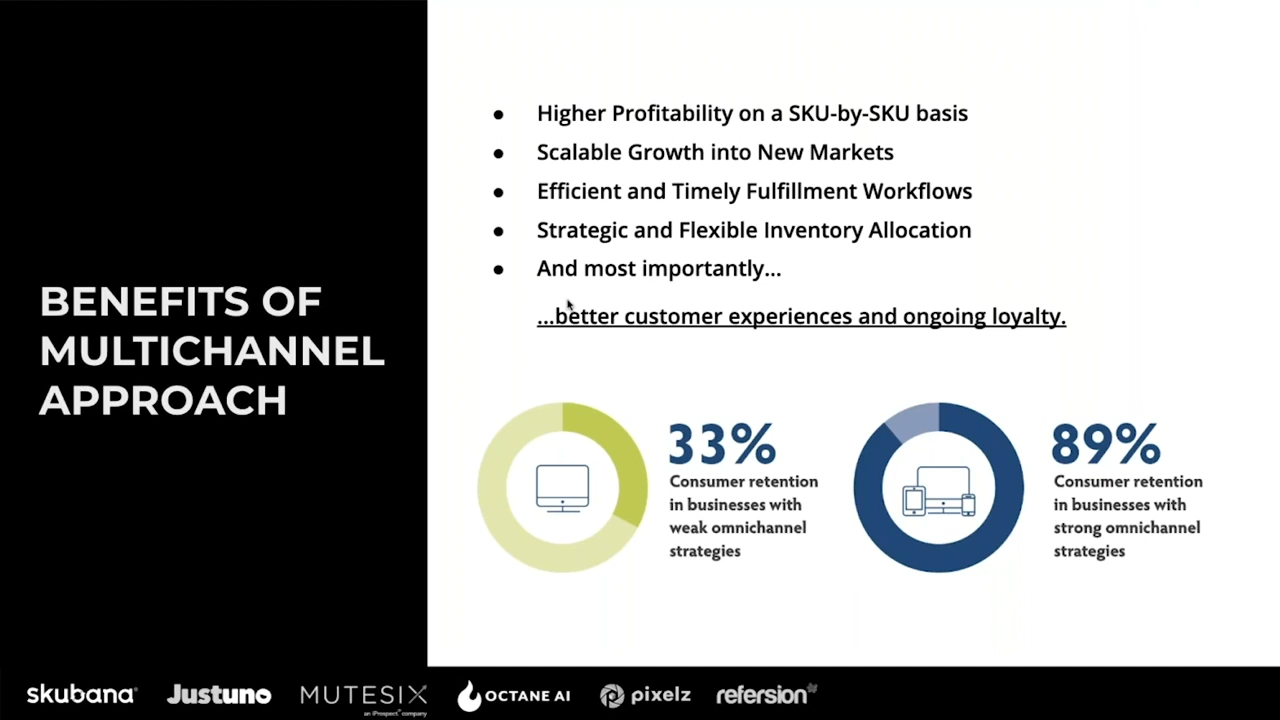 BENEFITS OF
MULTICHANNEL
APPROACH
● Higher Profitability on a SKU-by-SKU basis
● Scalable Growth into New Markets
● Efficient and Timely Fulfillment Workflows
● Strategic and Flexible Inventory Allocation
● And most importantly...
...better customer experiences and ongoing loyalty.
33%
Consumer retention
in businesses with
weak omnichannel
strategies
89%
Consumer retention
in businesses with
strong omnichannel
strategies
skubana
Justuno
MUTESIX
an iProspect company
OCTANE AI
pixelz
refersion